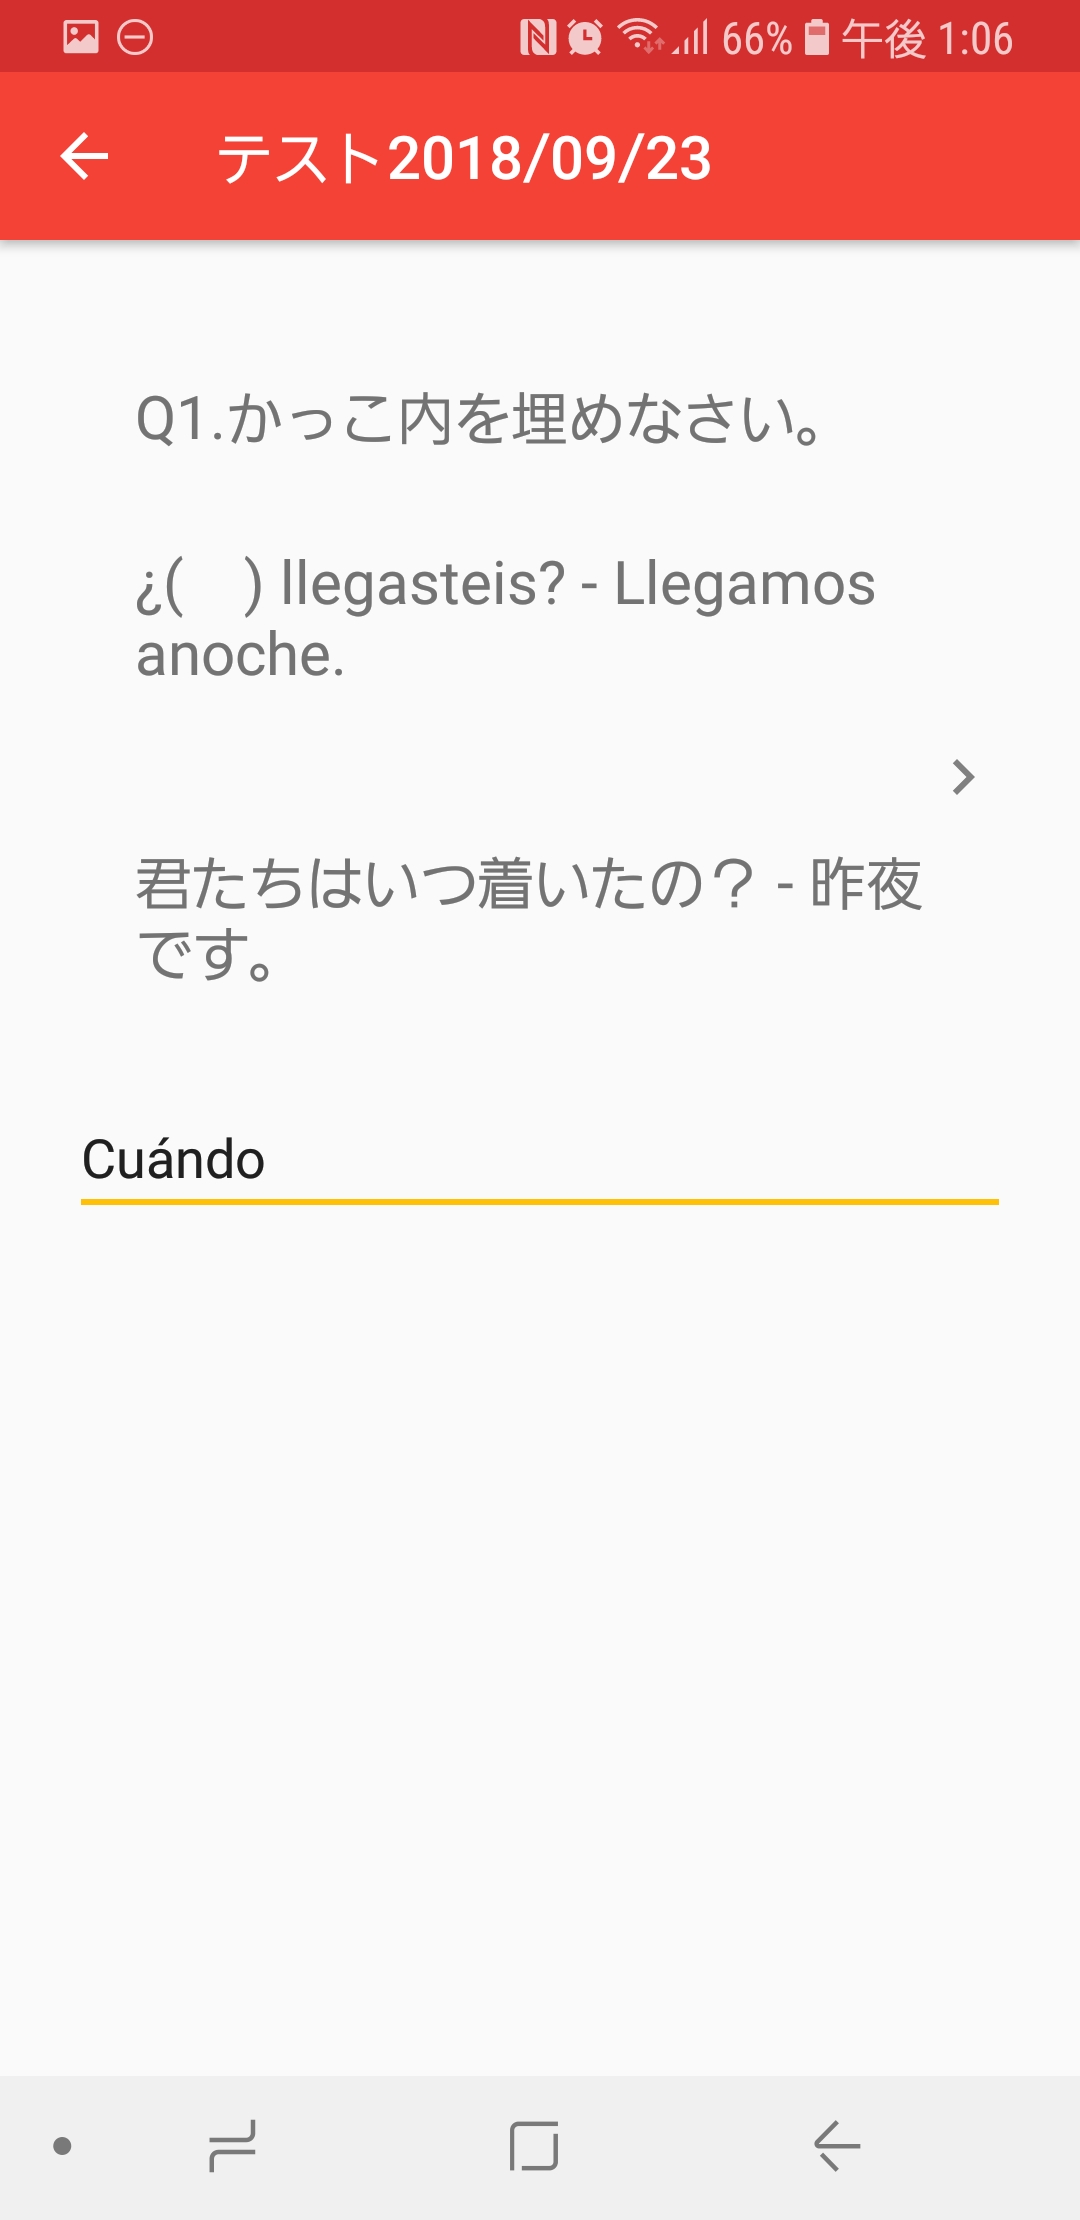 66% 午後 1:06
テスト2018/09/23
Q1.かっこ内を埋めなさい。
¿(　) llegasteis? - Llegamos
anoche.
君たちはいつ着いたの？ - 昨夜
です。
Cuándo